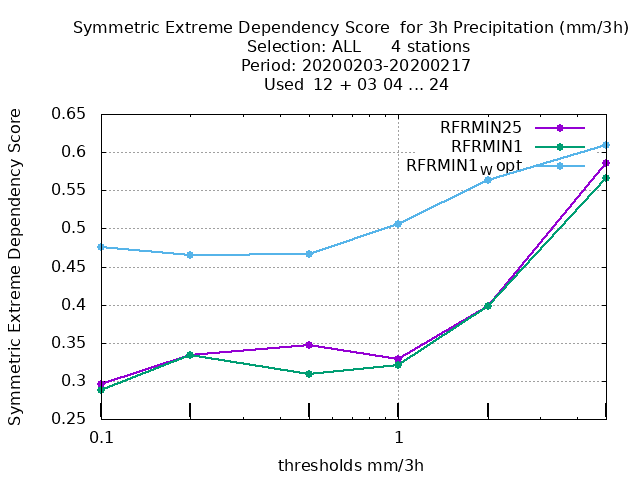 Symmetric Extreme Dependency Score  for 3h Precipitation (mm/3h)
Selection: ALL      4 stations
Period: 20200203-20200217
Used  12 + 03 04 ... 24
Symmetric Extreme Dependency Score
0.65
0.6
0.55
0.5
0.45
0.4
0.35
0.3
0.25
RFRMIN25
RFRMIN1
RFRMIN1w opt
0.1
1
thresholds mm/3h